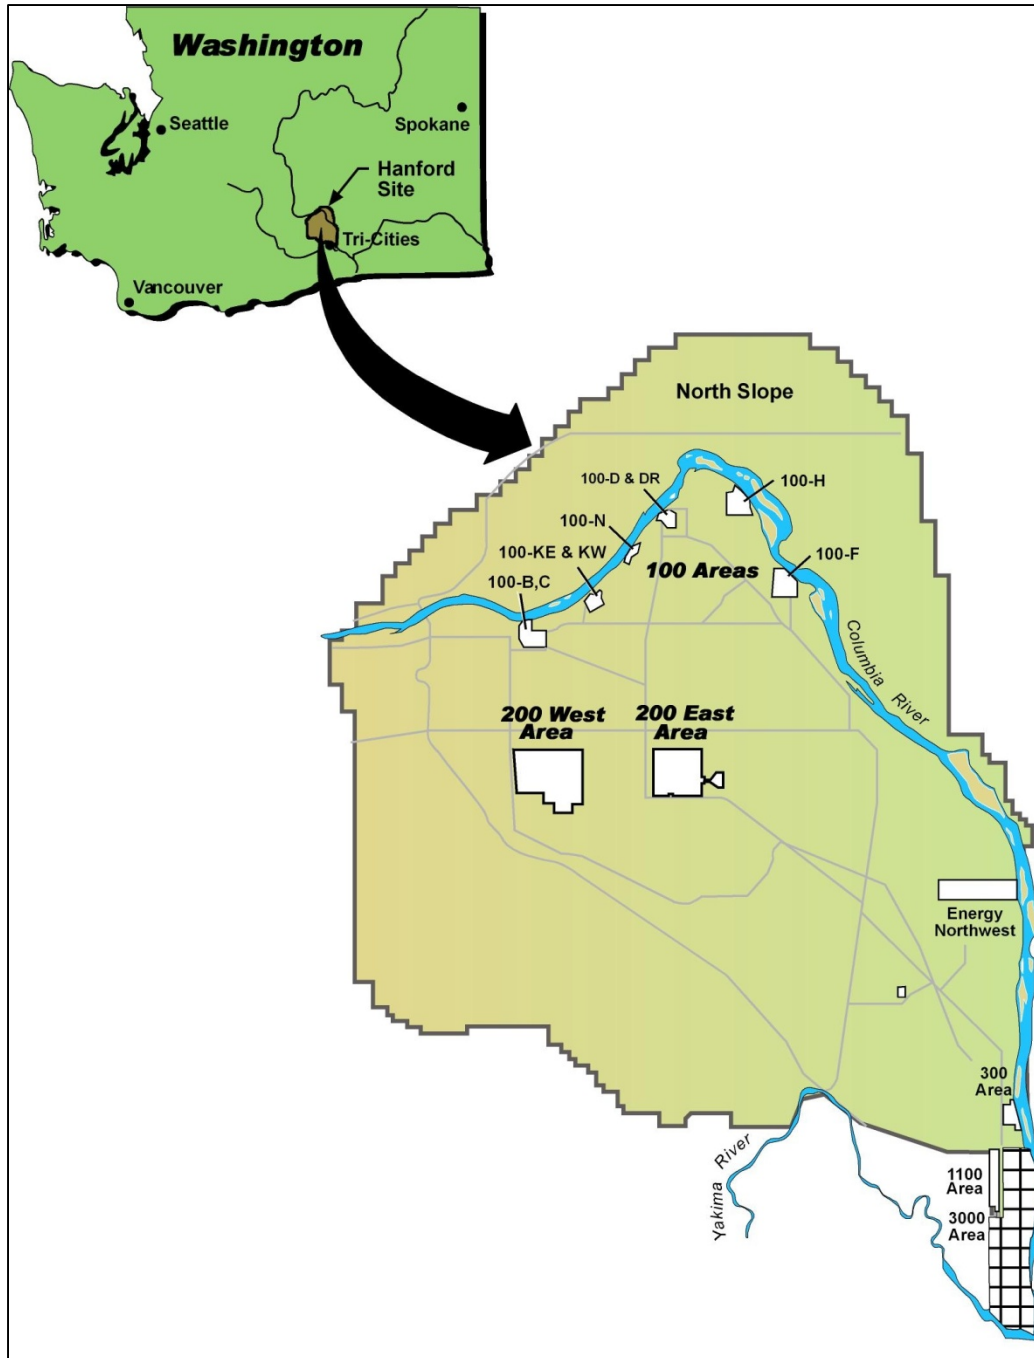 Washington
Seattle
Spokane
Hanford
Site
Tri-Cities
Vancouver
North Slope
100-D & DR
100-H
100-N
100-KE & KW
100-F
100 Areas
100-B,C
Columbia
River
200 West
Area
200 East
Area
Energy
Northwest
300
Area
Yakima
River
1100
Area
3000
Area